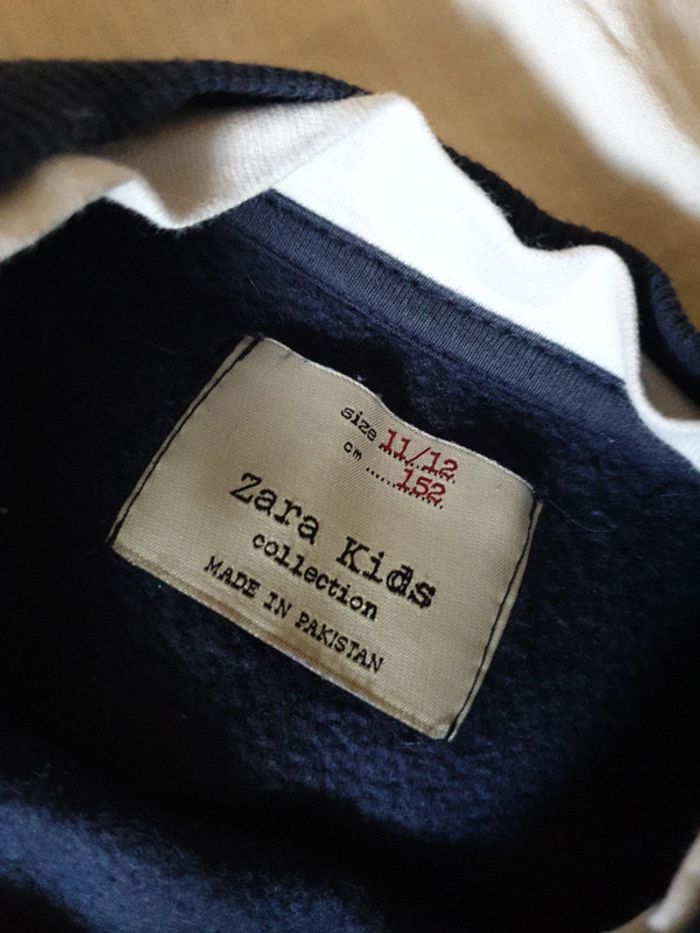 size 11/12
cm ...... 152
Zara Kids
collection
MADE IN PAKISTAN